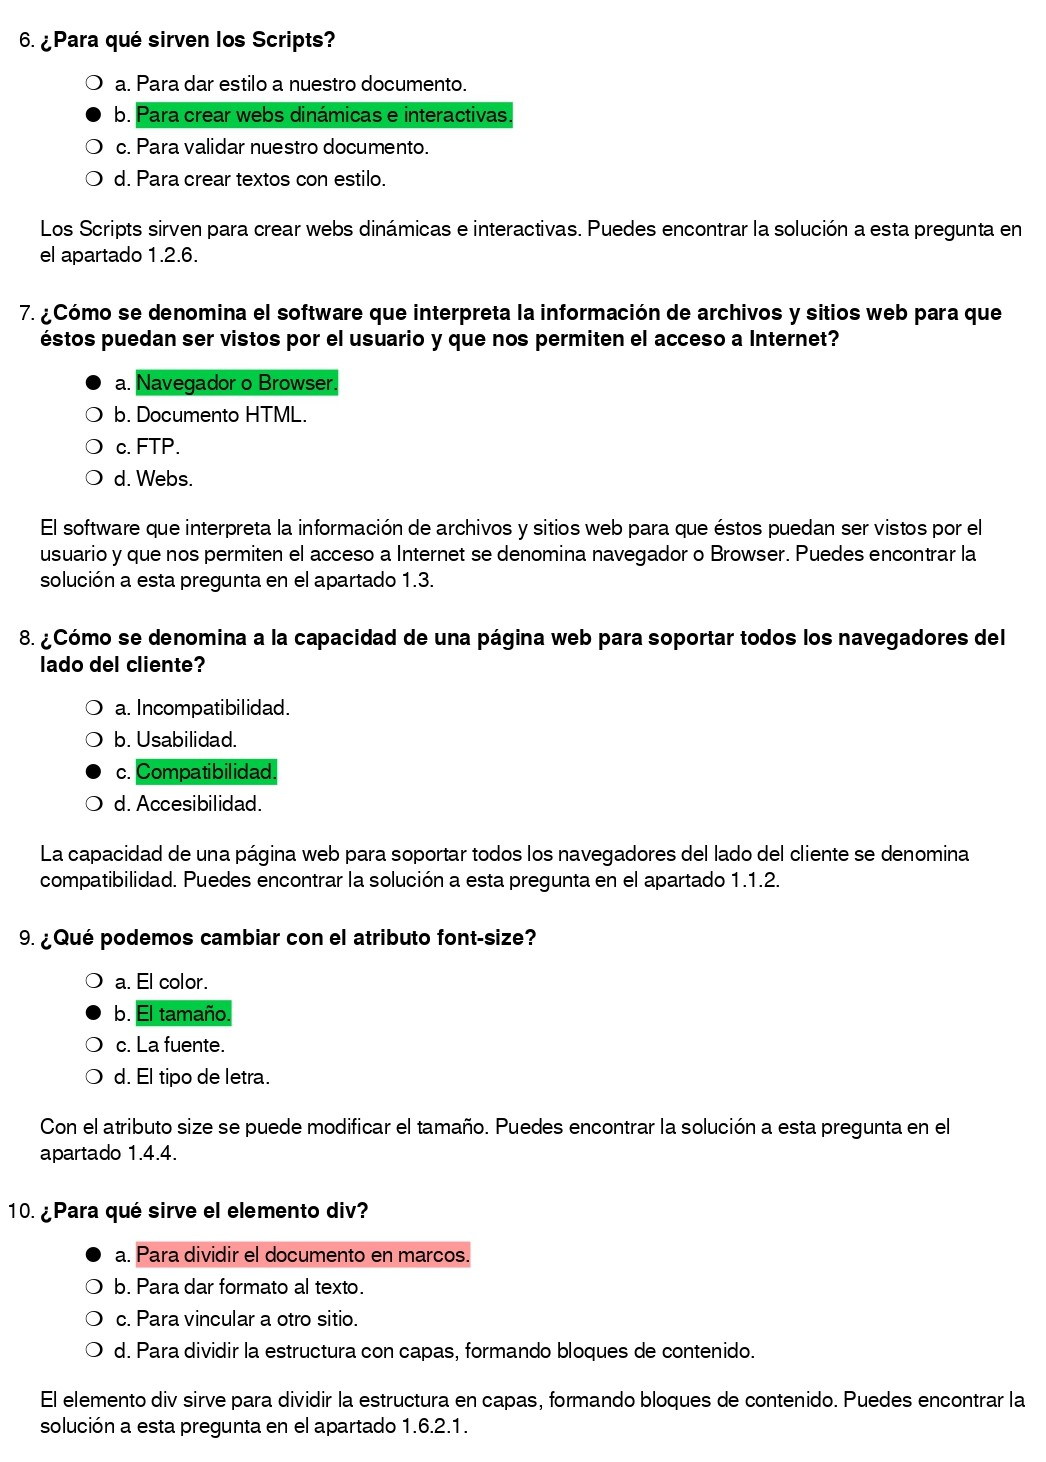 6. ¿Para qué sirven los Scripts?
a. Para dar estilo a nuestro documento.
b. Para crear webs dinámicas e interactivas.
c. Para validar nuestro documento.
d. Para crear textos con estilo.
Los Scripts sirven para crear webs dinámicas e interactivas. Puedes encontrar la solución a esta pregunta en
el apartado 1.2.6.
7. ¿Cómo se denomina el software que interpreta la información de archivos y sitios web para que
éstos puedan ser vistos por el usuario y que nos permiten el acceso a Internet?
a. Navegador o Browser.
b. Documento HTML.
c. FTP.
d. Webs.
El software que interpreta la información de archivos y sitios web para que éstos puedan ser vistos por el
usuario y que nos permiten el acceso a Internet se denomina navegador o Browser. Puedes encontrar la
solución a esta pregunta en el apartado 1.3.
8. ¿Cómo se denomina a la capacidad de una página web para soportar todos los navegadores del
lado del cliente?
a. Incompatibilidad.
b. Usabilidad.
c. Compatibilidad.
d. Accesibilidad.
La capacidad de una página web para soportar todos los navegadores del lado del cliente se denomina
compatibilidad. Puedes encontrar la solución a esta pregunta en el apartado 1.1.2.
9. ¿Qué podemos cambiar con el atributo font-size?
a. El color.
b. El tamaño.
c. La fuente.
d. El tipo de letra.
Con el atributo size se puede modificar el tamaño. Puedes encontrar la solución a esta pregunta en el
apartado 1.4.4.
10. ¿Para qué sirve el elemento div?
a. Para dividir el documento en marcos.
b. Para dar formato al texto.
c. Para vincular a otro sitio.
d. Para dividir la estructura con capas, formando bloques de contenido.
El elemento div sirve para dividir la estructura en capas, formando bloques de contenido. Puedes encontrar la
solución a esta pregunta en el apartado 1.6.2.1.